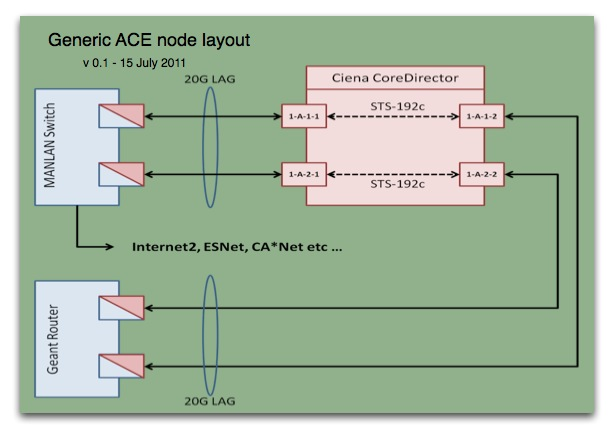 Generic ACE node layout
v 0.1 - 15 July 2011
20G LAG
Ciena CoreDirector
MANLAN Switch
1-A-1-1
STS-192c
1-A-1-2
1-A-2-1
STS-192c
1-A-2-2
Internet2, ESNet, CA*Net etc ...
Geant Router
20G LAG